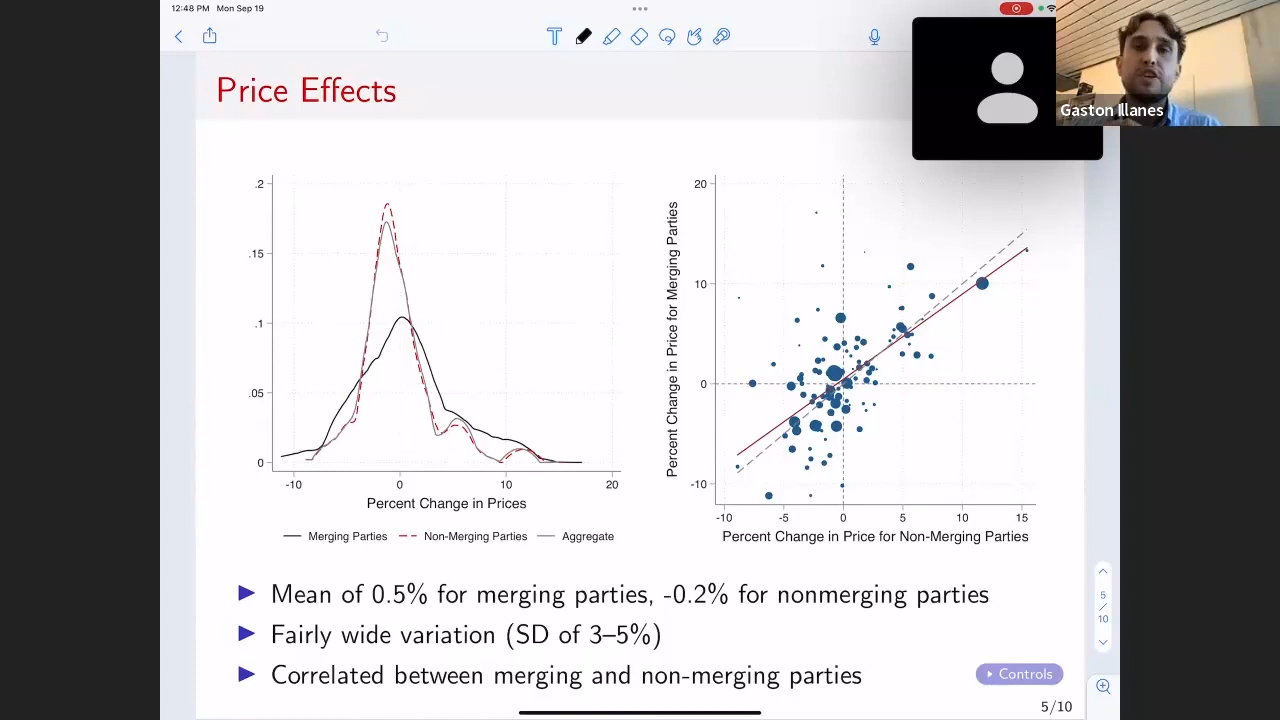 12:48 PM Mon Sep 19
Price Effects
Gaston Illanes
.2
.15
.1
.05
0
-10 0 10 20
Percent Change in Prices
Merging Parties Non-Merging Parties Aggregate
Percent Change in Price for Merging Parties
20
10
0
-10
-10 -5 0 5 10 15
Percent Change in Price for Non-Merging Parties
Mean of 0.5% for merging parties, -0.2% for nonmerging parties
Fairly wide variation (SD of 3–5%)
Correlated between merging and non-merging parties
Controls
5
/
10
5/10